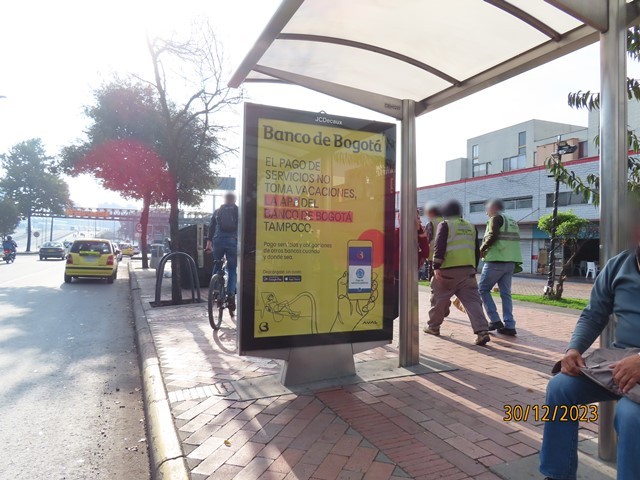 JCDecaux
Banco de Bogotá
EL PAGO DE
SERVICIOS NO
TOMA VACACIONES,
LA APP DEL
BANCO DE BOGOTÁ
TAMPOCO.
30/12/2023